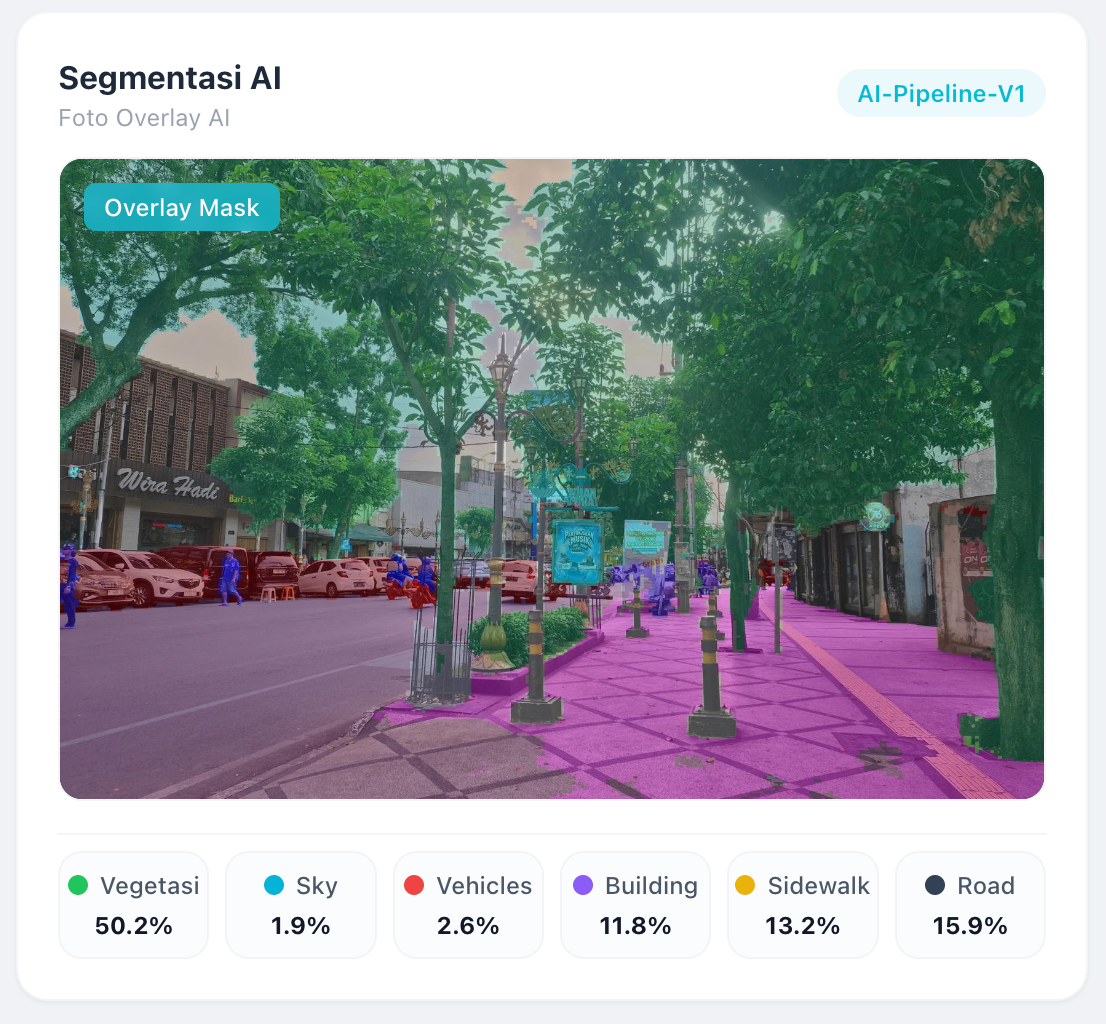 Segmentasi AI
Foto Overlay AI
AI-Pipeline-V1
Overlay Mask
Wira Hadi
MUSIK
Vegetasi
50.2%
Sky
1.9%
Vehicles
2.6%
Building
11.8%
Sidewalk
13.2%
Road
15.9%